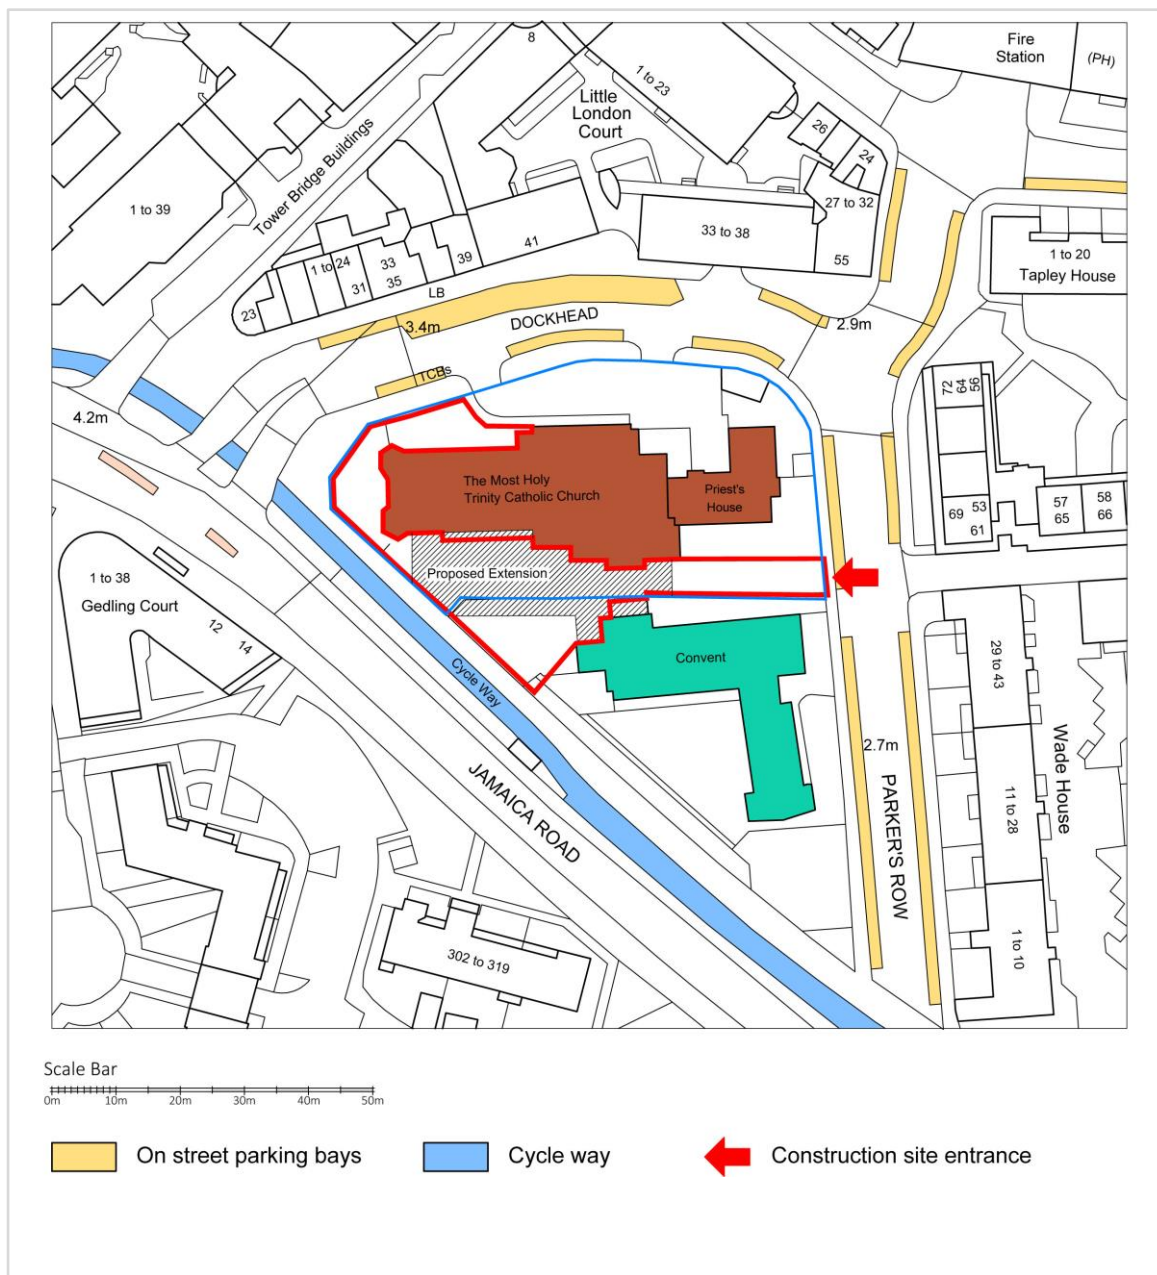 8
Fire
Station
(PH)
1 to 23
Little
London
Court
26
24
Tower Bridge Buildings
1 to 39
27 to 32
33 to 38
55
41
39
1 to 24
33
31
35
23
LB
1 to 20
Tapley House
DOCKHEAD
3.4m
2.9m
TCBs
4.2m
72
64
56
The Most Holy
Trinity Catholic Church
Priest's
House
69
53
61
57
65
58
66
1 to 38
Gedling Court
12
14
Proposed Extension
Convent
Cycle Way
29 to 43
2.7m
Wade House
JAMAICA ROAD
PARKER'S ROW
11 to 28
1 to 10
302 to 319
Scale Bar
0m 10m 20m 30m 40m 50m
On street parking bays
Cycle way
Construction site entrance